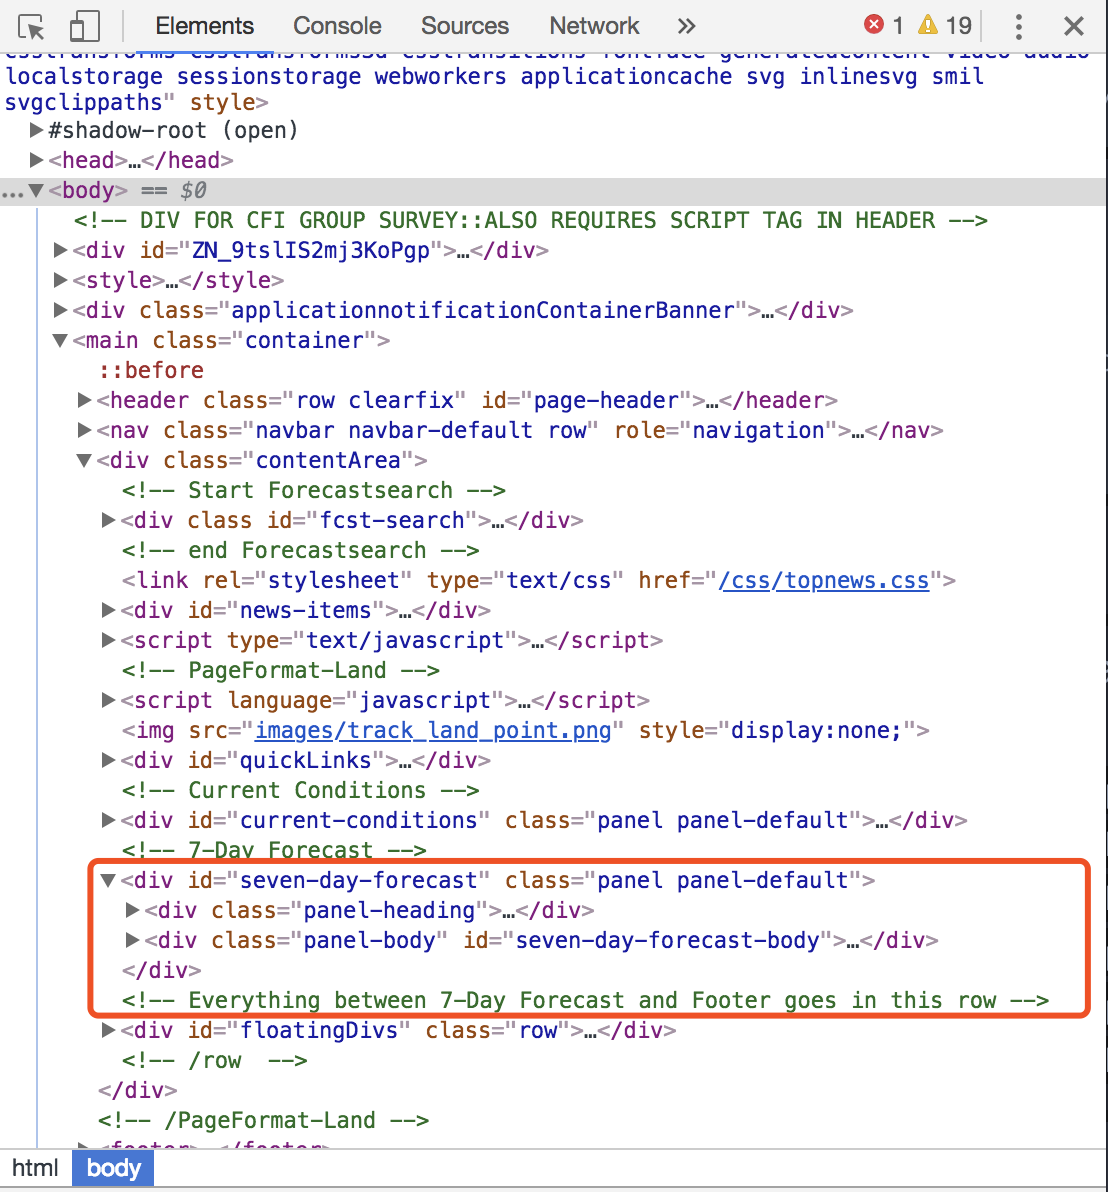 Elements Console Sources Network » 1 19
localstorage sessionstorage webworkers applicationcache svg inlinesvg smil
svgclippaths" style>
▶#shadow-root (open)
▶<head>…</head>
…▼<body> == $0
<!-- DIV FOR CFI GROUP SURVEY::ALSO REQUIRES SCRIPT TAG IN HEADER -->
▶<div id="ZN_9tslIS2mj3KoPgp">…</div>
▶<style>…</style>
▶<div class="applicationnotificationContainerBanner">…</div>
▼<main class="container">
::before
▶<header class="row clearfix" id="page-header">…</header>
▶<nav class="navbar navbar-default row" role="navigation">…</nav>
▼<div class="contentArea">
<!-- Start Forecastsearch -->
▶<div class id="fcst-search">…</div>
<!-- end Forecastsearch -->
<link rel="stylesheet" type="text/css" href="/css/topnews.css">
▶<div id="news-items">…</div>
▶<script type="text/javascript">…</script>
<!-- PageFormat-Land -->
▶<script language="javascript">…</script>
<img src="images/track_land_point.png" style="display:none;">
▶<div id="quickLinks">…</div>
<!-- Current Conditions -->
▶<div id="current-conditions" class="panel panel-default">…</div>
<!-- 7-Day Forecast -->
▼<div id="seven-day-forecast" class="panel panel-default">
▶<div class="panel-heading">…</div>
▶<div class="panel-body" id="seven-day-forecast-body">…</div>
</div>
<!-- Everything between 7-Day Forecast and Footer goes in this row -->
▶<div id="floatingDivs" class="row">…</div>
<!-- /row  -->
</div>
<!-- /PageFormat-Land -->
html body